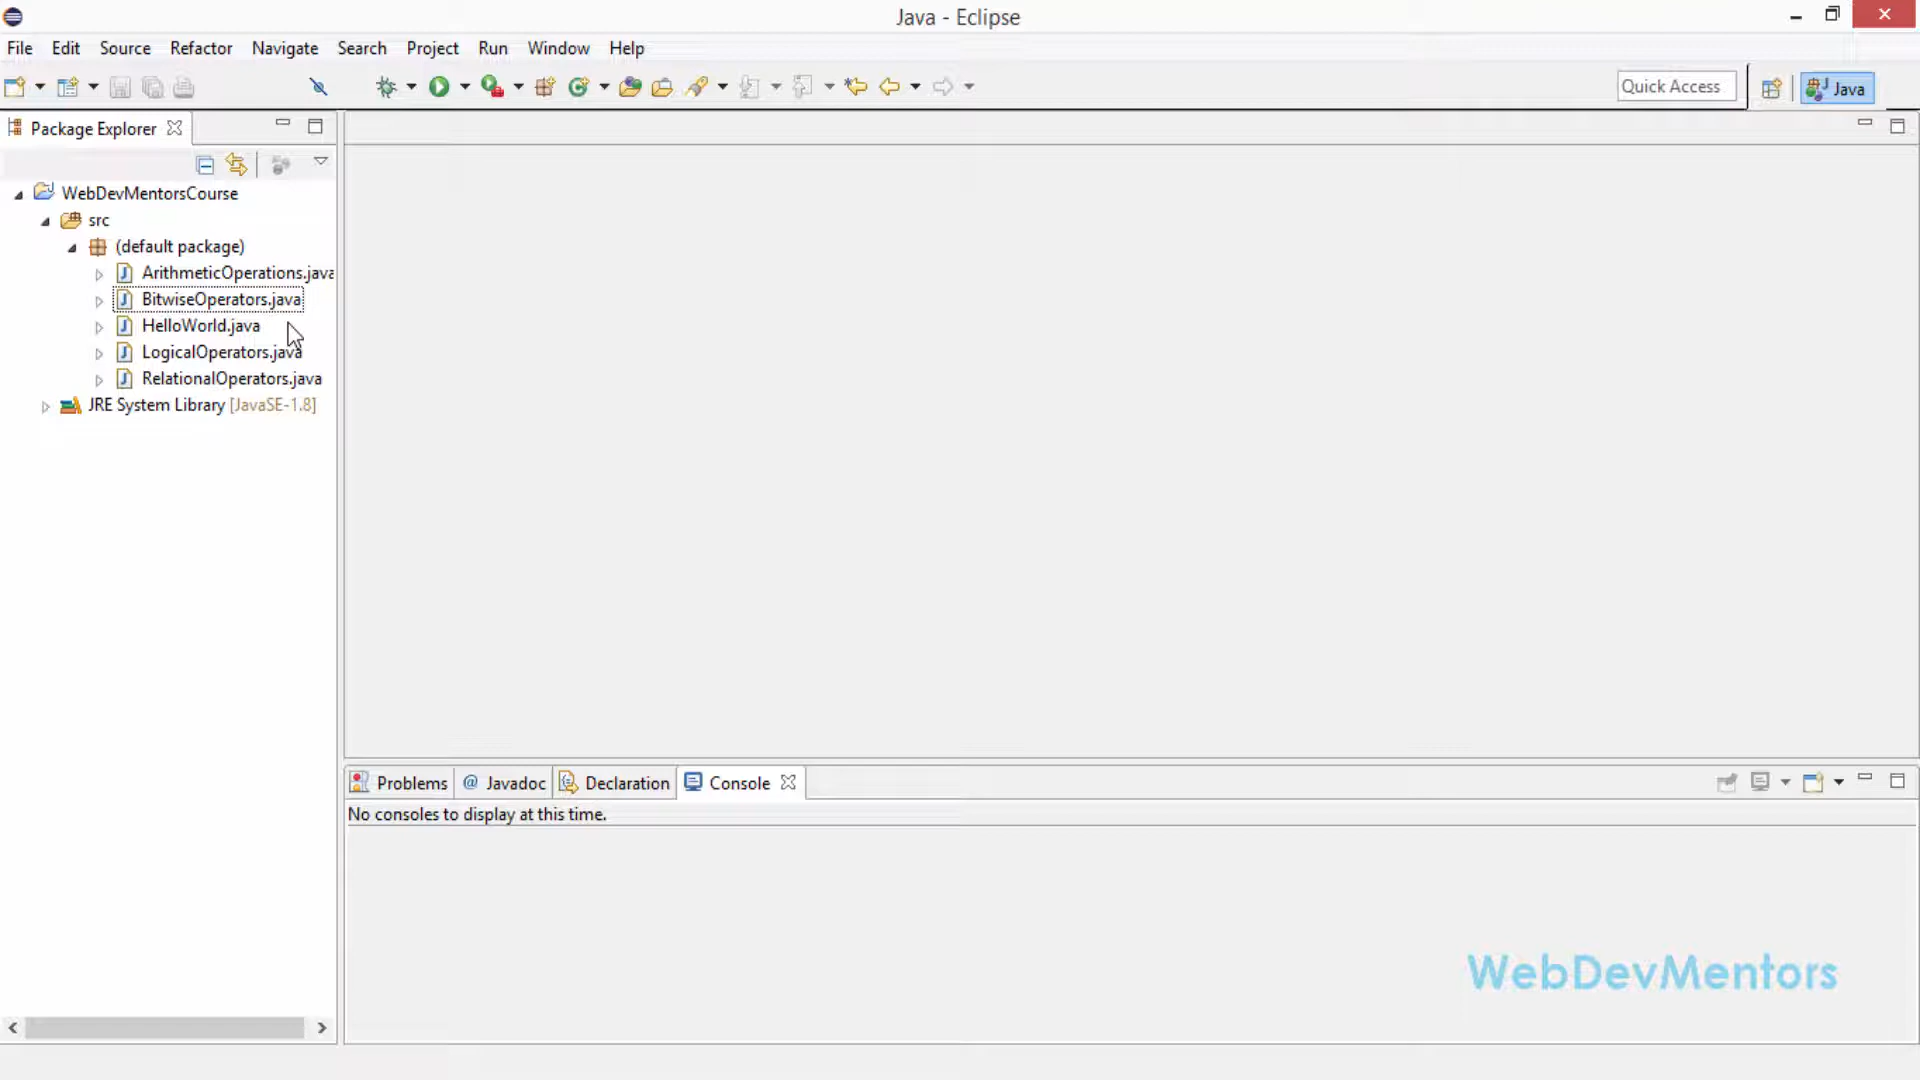 Java - Eclipse
File Edit Source Refactor Navigate Search Project Run Window Help
Quick Access
Java
Package Explorer
WebDevMentorsCourse
src
(default package)
ArithmeticOperations.java
BitwiseOperators.java
HelloWorld.java
LogicalOperators.java
RelationalOperators.java
JRE System Library [JavaSE-1.8]
Problems @ Javadoc Declaration Console
No consoles to display at this time.
WebDevMentors